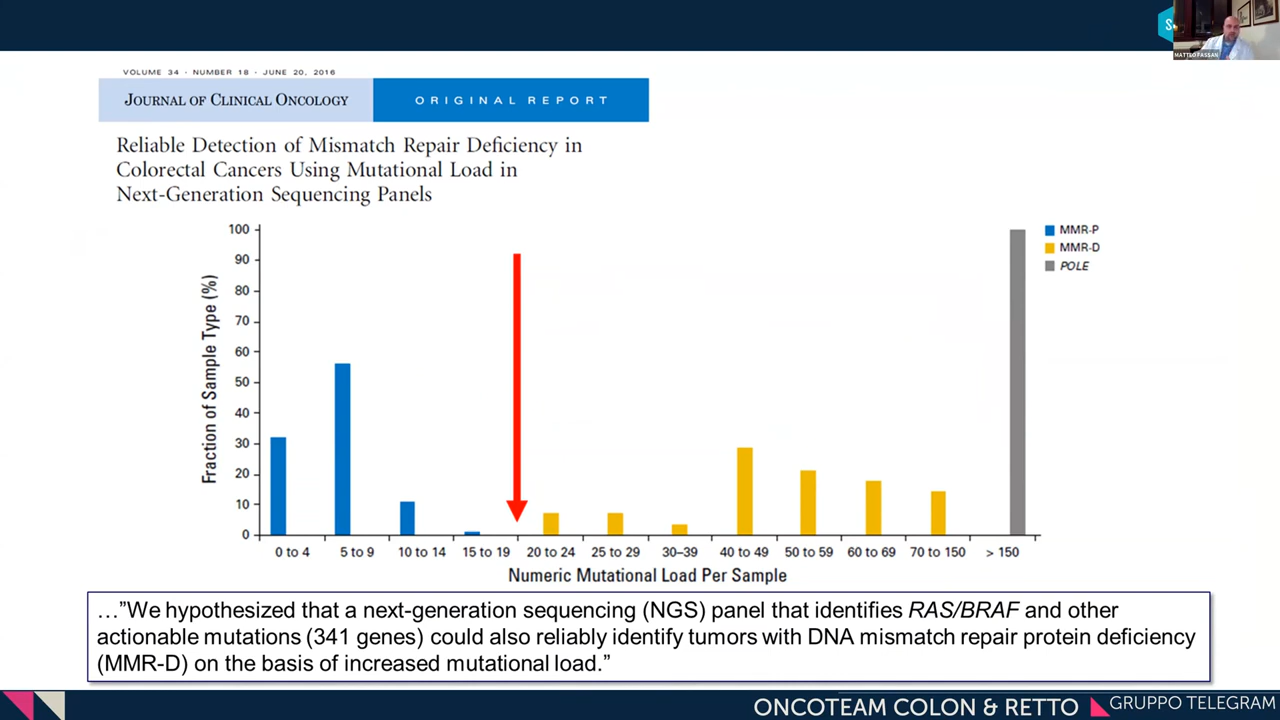 MATTEO FASSAN
VOLUME 34 · NUMBER 18 · JUNE 20, 2016
JOURNAL OF CLINICAL ONCOLOGY
ORIGINAL REPORT
Reliable Detection of Mismatch Repair Deficiency in
Colorectal Cancers Using Mutational Load in
Next-Generation Sequencing Panels
Fraction of Sample Type (%)
100
90
80
70
60
50
40
30
20
10
0
MMR-P
MMR-D
POLE
0 to 4
5 to 9
10 to 14
15 to 19
20 to 24
25 to 29
30–39
40 to 49
50 to 59
60 to 69
70 to 150
> 150
Numeric Mutational Load Per Sample
…”We hypothesized that a next-generation sequencing (NGS) panel that identifies RAS/BRAF and other
actionable mutations (341 genes) could also reliably identify tumors with DNA mismatch repair protein deficiency
(MMR-D) on the basis of increased mutational load.”
ONCOTEAM COLON & RETTO
GRUPPO TELEGRAM